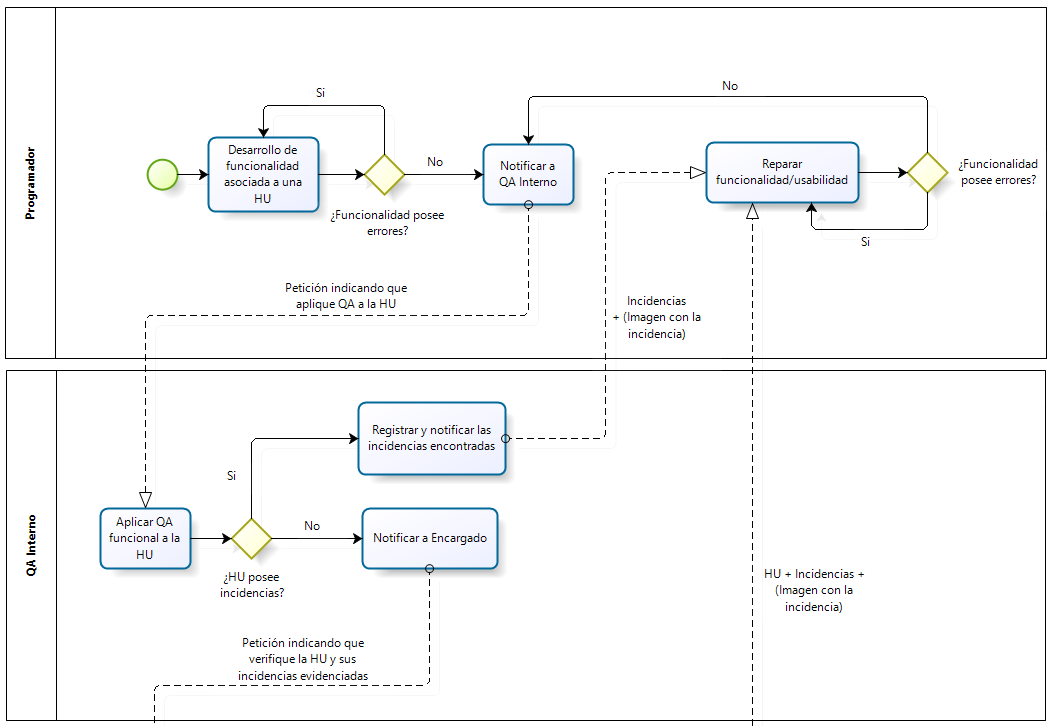 Programador
Si
Desarrollo de
funcionalidad
asociada a una
HU
¿Funcionalidad posee
errores?
No
Notificar a
QA Interno
No
Reparar
funcionalidad/usabilidad
¿Funcionalidad
posee errores?
Si
Petición indicando que
aplique QA a la HU
Incidencias
+ (Imagen con la
incidencia)
QA Interno
Aplicar QA
funcional a la
HU
¿HU posee
incidencias?
Si
Registrar y notificar las
incidencias encontradas
No
Notificar a Encargado
Petición indicando que
verifique la HU y sus
incidencias evidenciadas
HU + Incidencias +
(Imagen con la
incidencia)